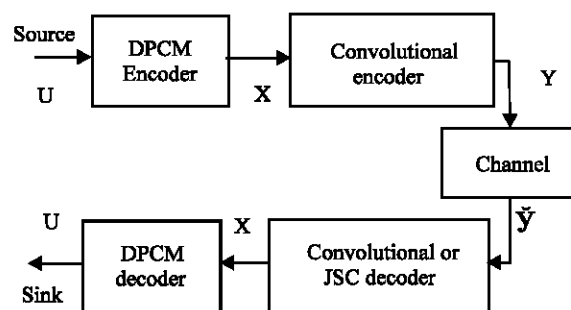 Source
U
DPCM
Encoder
X
Convolutional
encoder
Y
Channel
y̆
Convolutional or
JSC decoder
X
DPCM
decoder
U
Sink